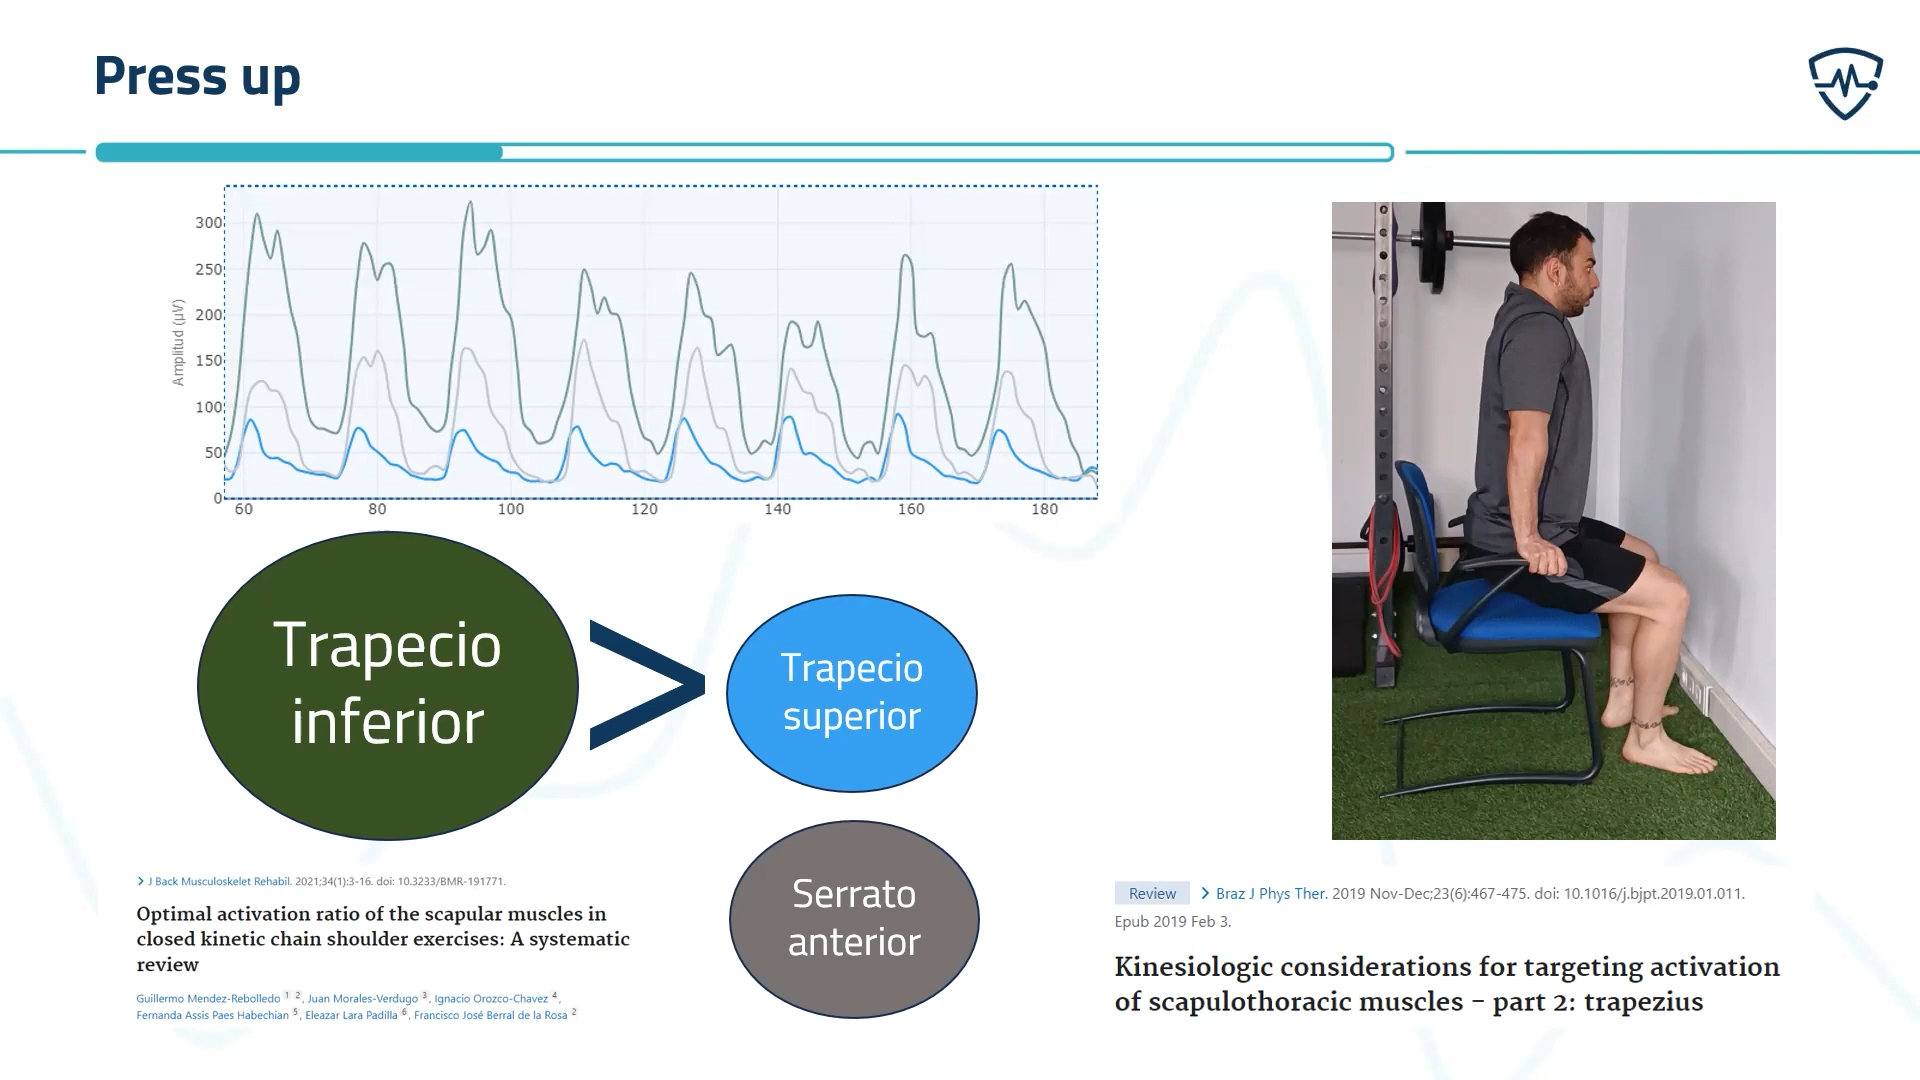 Press up
Amplitud (μV)
300
250
200
150
100
50
0
60 80 100 120 140 160 180
Trapecio
inferior
>
Trapecio
superior
Serrato
anterior
J Back Musculoskelet Rehabil. 2021;34(1):3-16. doi: 10.3233/BMR-191771.
Optimal activation ratio of the scapular muscles in
closed kinetic chain shoulder exercises: A systematic
review
Guillermo Mendez-Rebolledo 1 2, Juan Morales-Verdugo 3, Ignacio Orozco-Chavez 4,
Fernanda Assis Paes Habechian 5, Eleazar Lara Padilla 6, Francisco José Berral de la Rosa 2
Review > Braz J Phys Ther. 2019 Nov-Dec;23(6):467-475. doi: 10.1016/j.bjpt.2019.01.011.
Epub 2019 Feb 3.
Kinesiologic considerations for targeting activation
of scapulothoracic muscles - part 2: trapezius